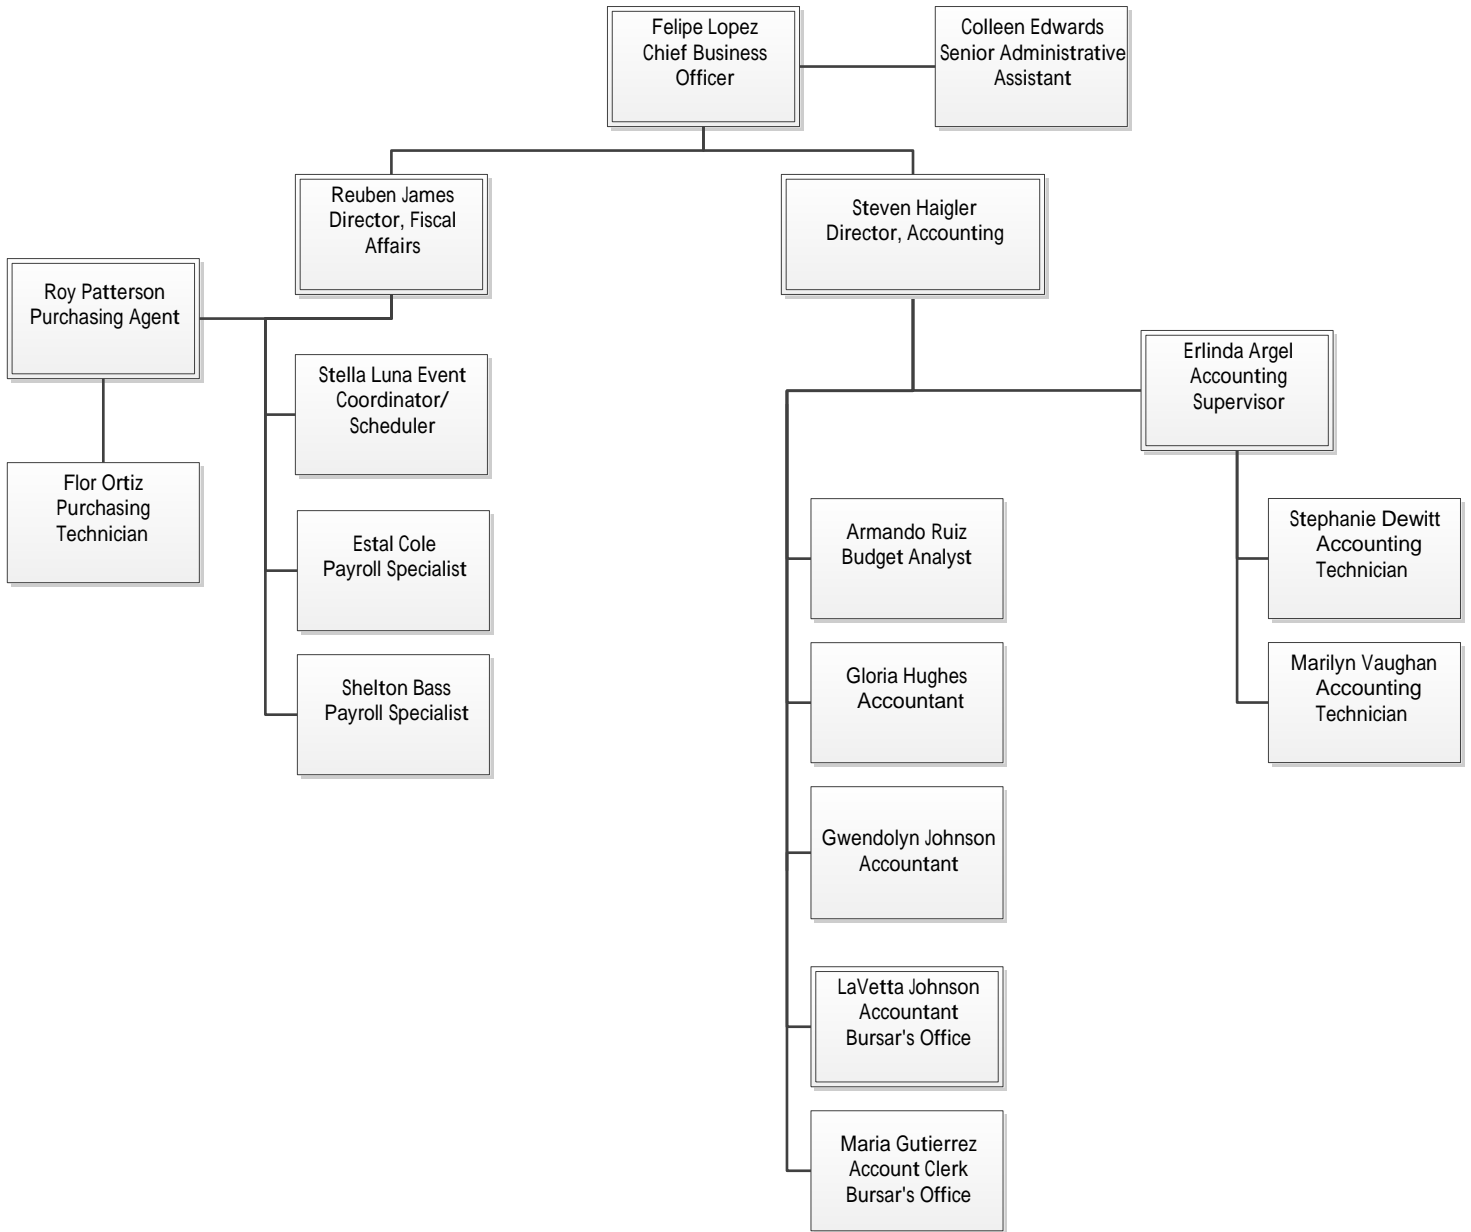 Felipe Lopez
Chief Business
Officer
Colleen Edwards
Senior Administrative
Assistant
Reuben James
Director, Fiscal
Affairs
Steven Haigler
Director, Accounting
Roy Patterson
Purchasing Agent
Flor Ortiz
Purchasing
Technician
Stella Luna Event
Coordinator/
Scheduler
Estal Cole
Payroll Specialist
Shelton Bass
Payroll Specialist
Erlinda Argel
Accounting
Supervisor
Armando Ruiz
Budget Analyst
Gloria Hughes
Accountant
Gwendolyn Johnson
Accountant
LaVetta Johnson
Accountant
Bursar's Office
Maria Gutierrez
Account Clerk
Bursar's Office
Stephanie Dewitt
Accounting
Technician
Marilyn Vaughan
Accounting
Technician